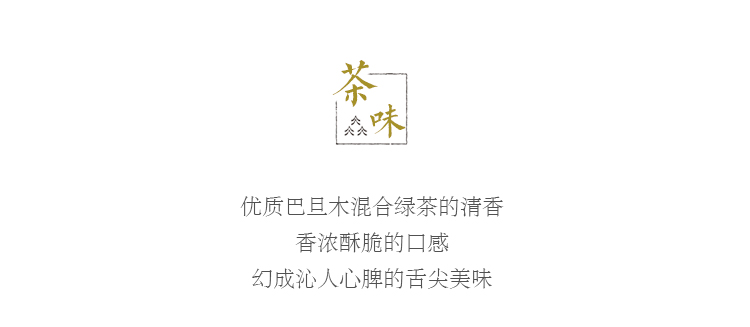 茶味
优质巴旦木混合绿茶的清香
香浓酥脆的口感
幻成沁人心脾的舌尖美味